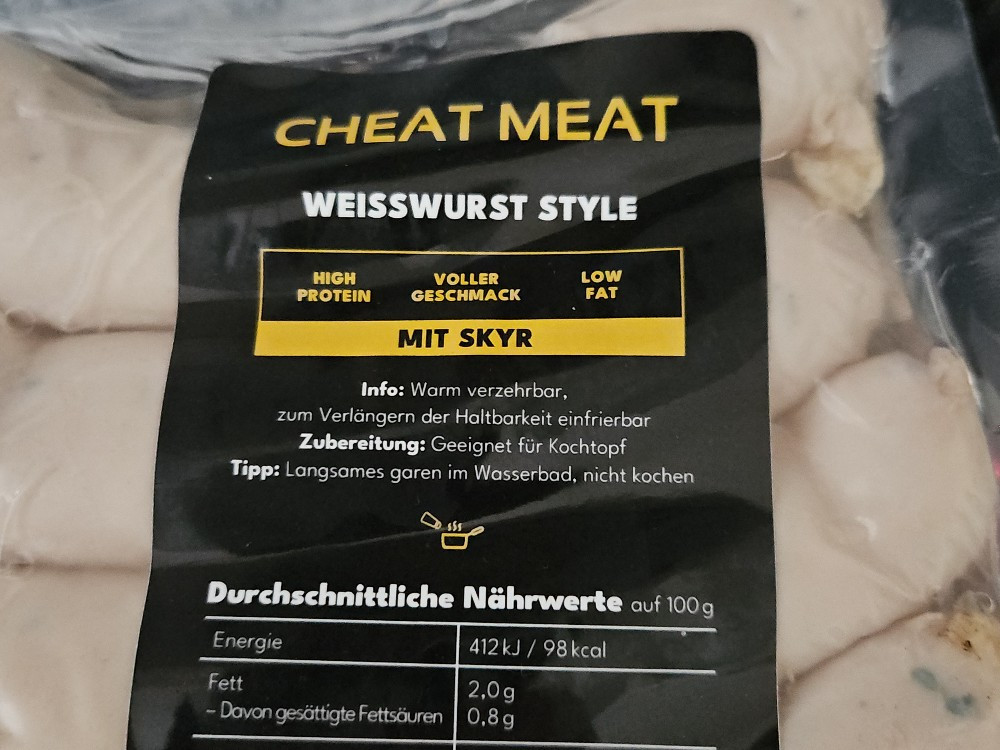 CHEAT MEAT
WEISSWURST STYLE
HIGH PROTEIN VOLLER GESCHMACK LOW FAT
MIT SKYR
Info: Warm verzehrbar,
zum Verlängern der Haltbarkeit einfrierbar
Zubereitung: Geeignet für Kochtopf
Tipp: Langsames garen im Wasserbad, nicht kochen
Durchschnittliche Nährwerte auf 100 g
Energie 412 kJ / 98 kcal
Fett 2,0 g
– Davon gesättigte Fettsäuren 0,8 g